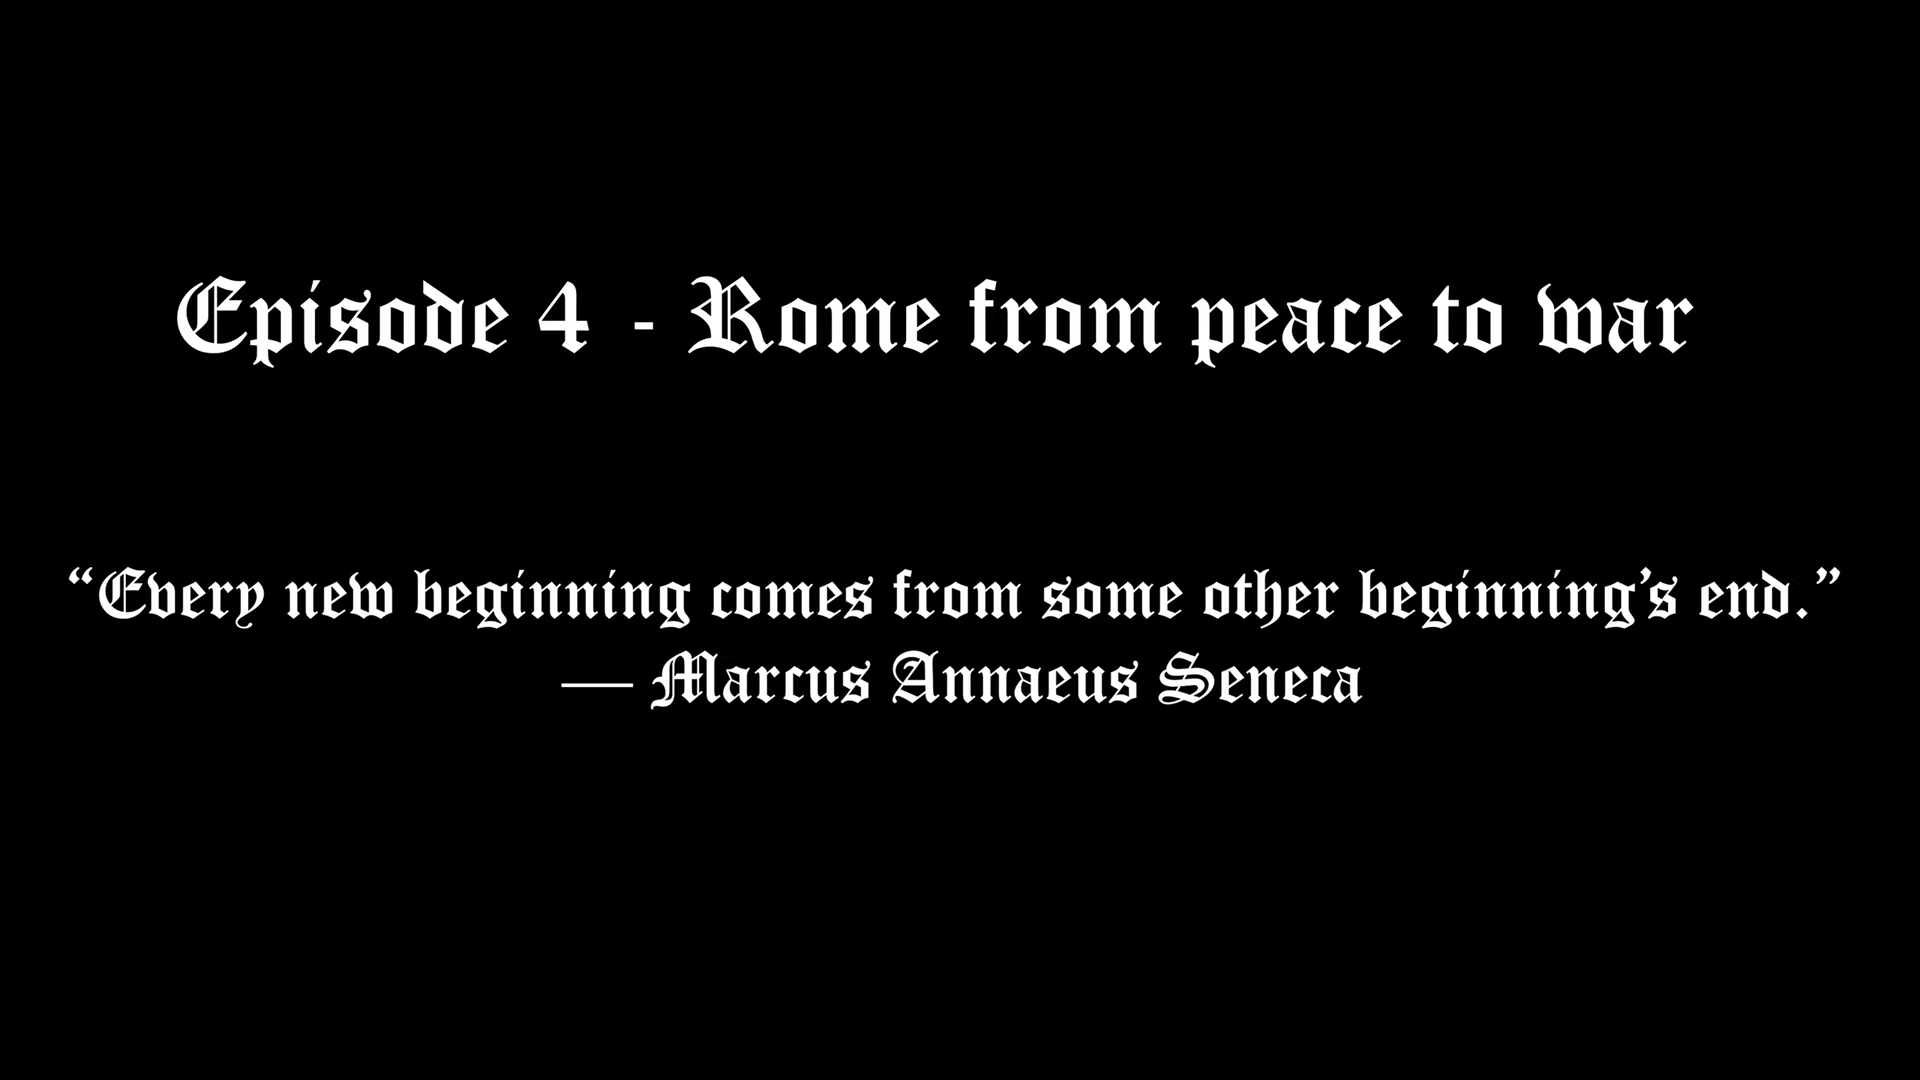 Episode 4 - Rome from peace to war
“Every new beginning comes from some other beginning’s end.”
— Marcus Annaeus Seneca